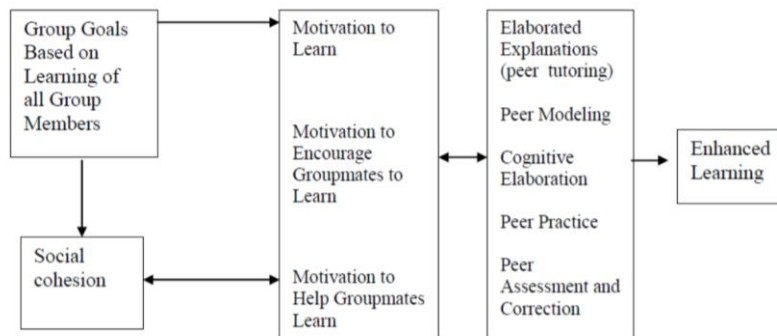 Group Goals
Based on
Learning of
all Group
Members
Social
cohesion
Motivation to
Learn
Motivation to
Encourage
Groupmates to
Learn
Motivation to
Help Groupmates
Learn
Elaborated
Explanations
(peer tutoring)
Peer Modeling
Cognitive
Elaboration
Peer Practice
Peer
Assessment and
Correction
Enhanced
Learning